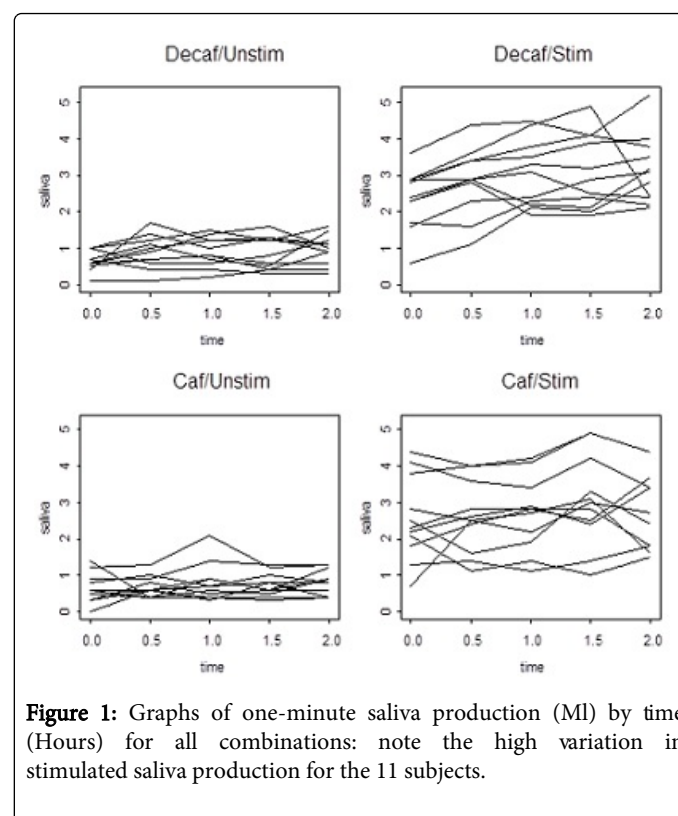 Decaf/Unstim
Decaf/Stim
saliva
0 1 2 3 4 5
0.0 0.5 1.0 1.5 2.0
time
saliva
0 1 2 3 4 5
0.0 0.5 1.0 1.5 2.0
time
Caf/Unstim
Caf/Stim
saliva
0 1 2 3 4 5
0.0 0.5 1.0 1.5 2.0
time
saliva
0 1 2 3 4 5
0.0 0.5 1.0 1.5 2.0
time
Figure 1: Graphs of one-minute saliva production (Ml) by time
(Hours) for all combinations: note the high variation in
stimulated saliva production for the 11 subjects.